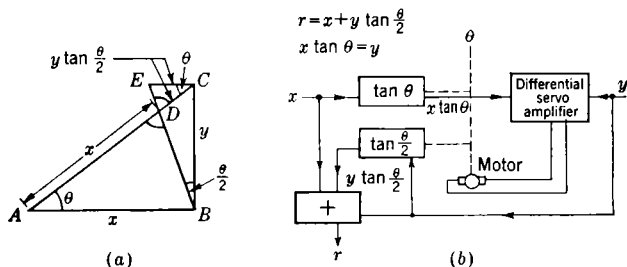 y tan θ/2
θ
E
C
D
x
y
θ/2
A
θ
x
B
(a)
r = x + y tan θ/2
x tan θ = y
θ
x
tan θ
x tan θ
Differential
servo
amplifier
y
tan θ/2
Motor
y tan θ/2
+
r
(b)